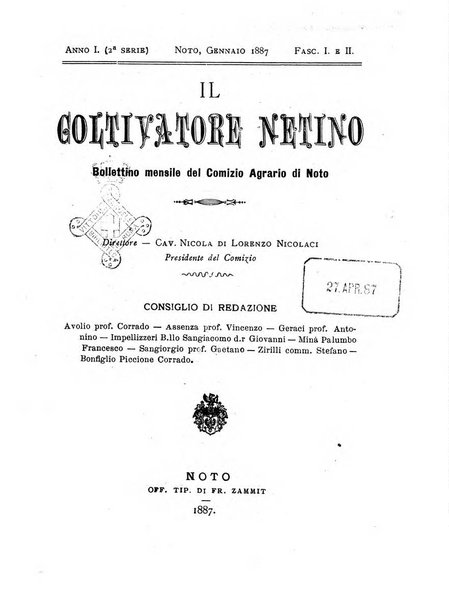 ANNO I. (2ª SERIE) NOTO, GENNAIO 1887 FASC. I. E II.
IL
COLTIVATORE NETINO
Bollettino mensile del Comizio Agrario di Noto
Direttore — CAV. NICOLA DI LORENZO NICOLACI
Presidente del Comizio
27. APR. 87
CONSIGLIO DI REDAZIONE
Avolio prof. Corrado — Assenza prof. Vincenzo — Geraci prof. Anto-
nino — Impellizzeri B.llo Sangiacomo d.r Giovanni — Minà Palumbo
Francesco — Sangiorgio prof. Gaetano — Zirilli comm. Stefano —
Bonfiglio Piccione Corrado.
NOTO
OFF. TIP. DI FR. ZAMMIT
1887.